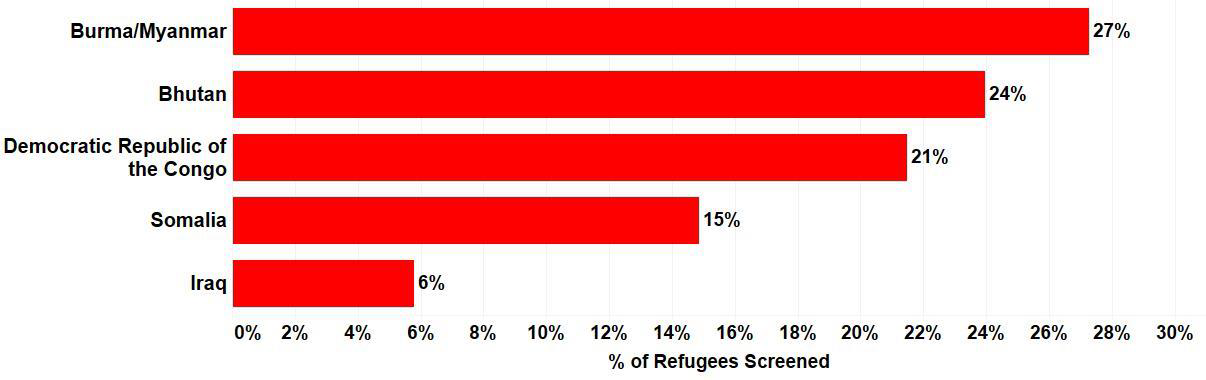 Burma/Myanmar
27%
Bhutan
24%
Democratic Republic of
the Congo
21%
Somalia
15%
Iraq
6%
0% 2% 4% 6% 8% 10% 12% 14% 16% 18% 20% 22% 24% 26% 28% 30%
% of Refugees Screened